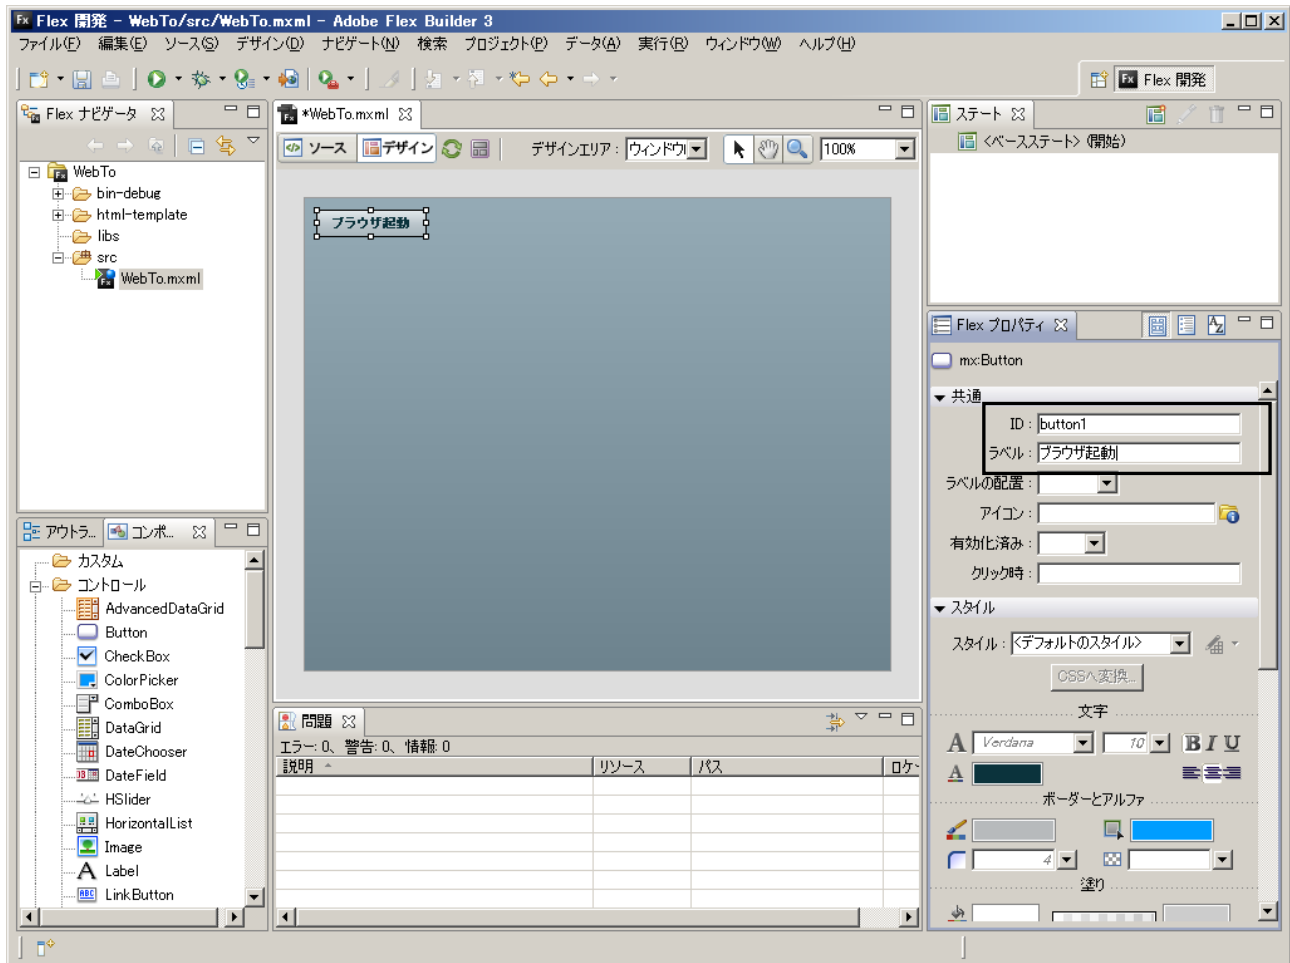 Flex 開発 - WebTo/src/WebTo.mxml - Adobe Flex Builder 3
ファイル(F) 編集(E) ソース(S) デザイン(D) ナビゲート(N) 検索 プロジェクト(P) データ(A) 実行(R) ウィンドウ(W) ヘルプ(H)
Flex 開発
Flex ナビゲータ
WebTo
bin-debug
html-template
libs
src
WebTo.mxml
*WebTo.mxml
ソース デザイン デザインエリア : ウィンドウ 100%
ブラウザ起動
ステート
<ベースステート> (開始)
Flex プロパティ
mx:Button
共通
ID : button1
ラベル : ブラウザ起動
ラベルの配置 :
アイコン :
有効化済み :
クリック時 :
スタイル
スタイル : <デフォルトのスタイル>
CSSへ変換...
文字
Verdana 10 B I U
ボーダーとアルファ
4
塗り
アウトラ... コンポ...
カスタム
コントロール
AdvancedDataGrid
Button
CheckBox
ColorPicker
ComboBox
DataGrid
DateChooser
DateField
HSlider
HorizontalList
Image
Label
LinkButton
問題
エラー: 0、警告: 0、情報: 0
説明 リソース パス ロケ